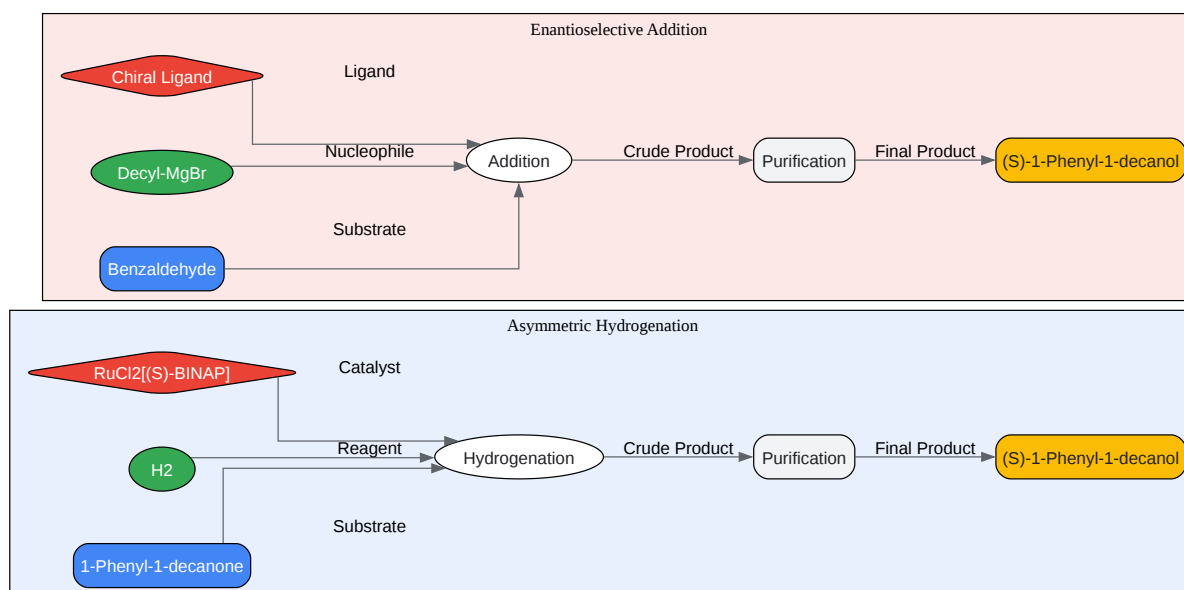 Enantioselective Addition
Chiral Ligand
Ligand
Decyl-MgBr
Nucleophile
Addition
Crude Product
Purification
Final Product
(S)-1-Phenyl-1-decanol
Substrate
Benzaldehyde
Asymmetric Hydrogenation
RuCl2[(S)-BINAP]
Catalyst
H2
Reagent
Hydrogenation
Crude Product
Purification
Final Product
(S)-1-Phenyl-1-decanol
Substrate
1-Phenyl-1-decanone